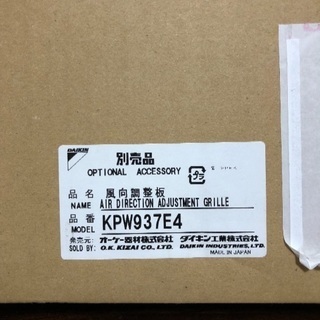 DAIKIN
別売品
OPTIONAL ACCESSORY
プラ
品名 風向調整板
NAME AIR DIRECTION ADJUSTMENT GRILLE
品番 KPW937E4
MODEL
発売元: オーケー器材株式会社 ダイキン工業株式会社
SOLD BY: O.K. KIZAI CO., LTD. DAIKIN INDUSTRIES, LTD.
MADE IN JAPAN